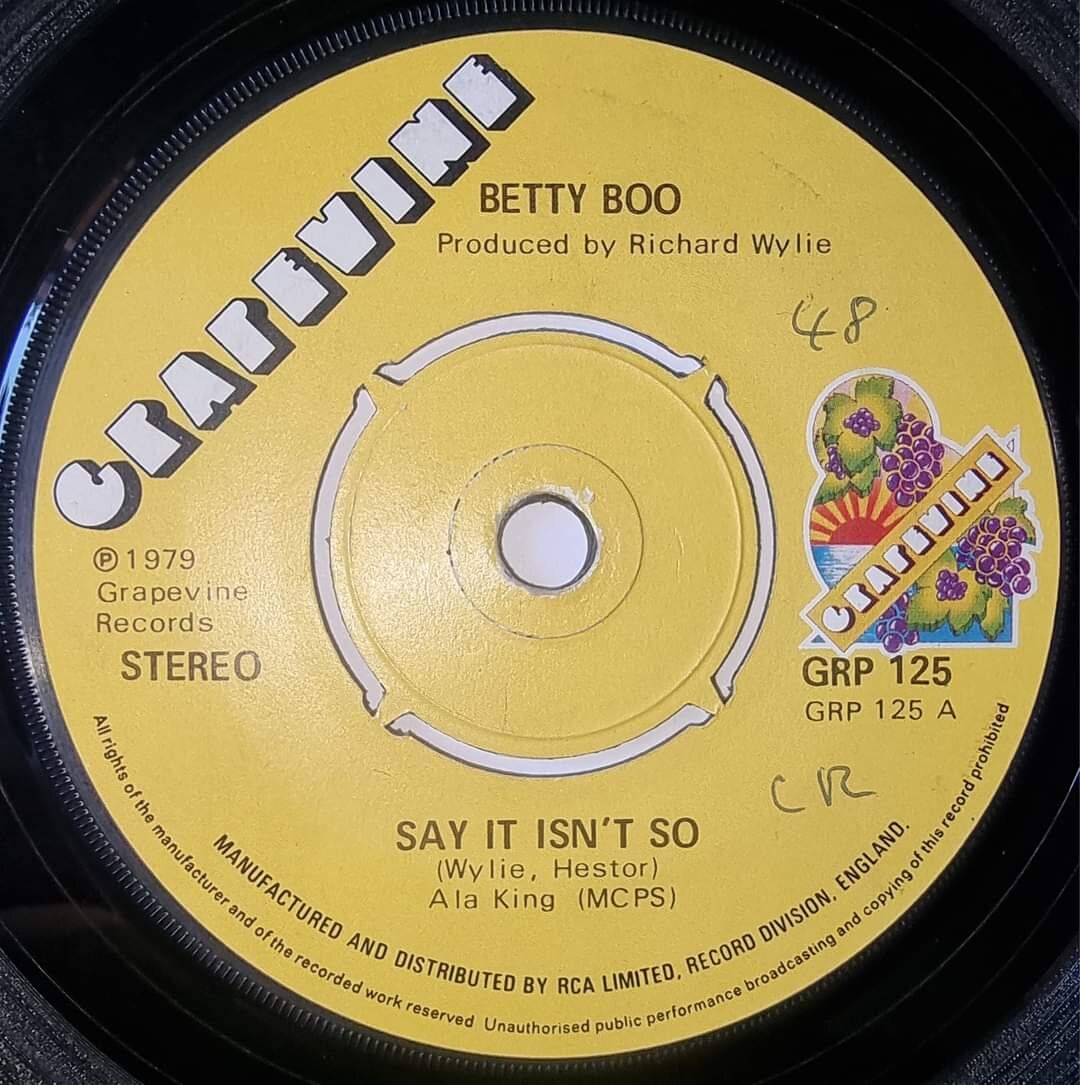 GRAPEVINE
BETTY BOO
Produced by Richard Wylie
48
GRAPEVINE
℗ 1979
Grapevine
Records
STEREO
GRP 125
GRP 125 A
CR
SAY IT ISN'T SO
(Wylie, Hestor)
Ala King (MCPS)
MANUFACTURED AND DISTRIBUTED BY RCA LIMITED, RECORD DIVISION, ENGLAND.
All rights of the manufacturer and of the recorded work reserved Unauthorised public performance broadcasting and copying of this record prohibited